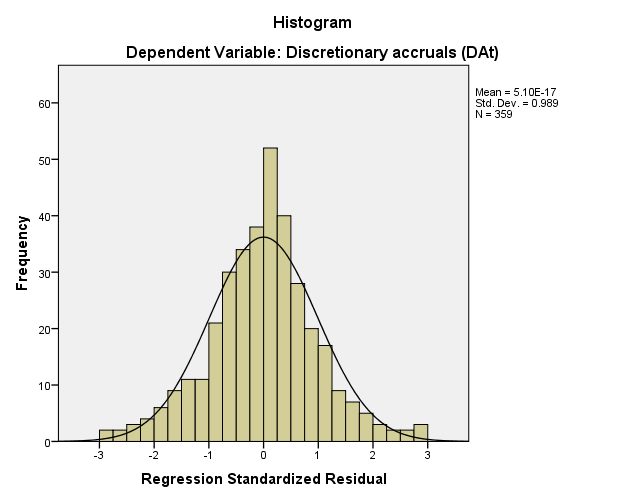 Histogram
Dependent Variable: Discretionary accruals (DAt)
Mean = 5.10E-17
Std. Dev. = 0.989
N = 359
60
50
40
30
20
10
0
Frequency
-3 -2 -1 0 1 2 3
Regression Standardized Residual